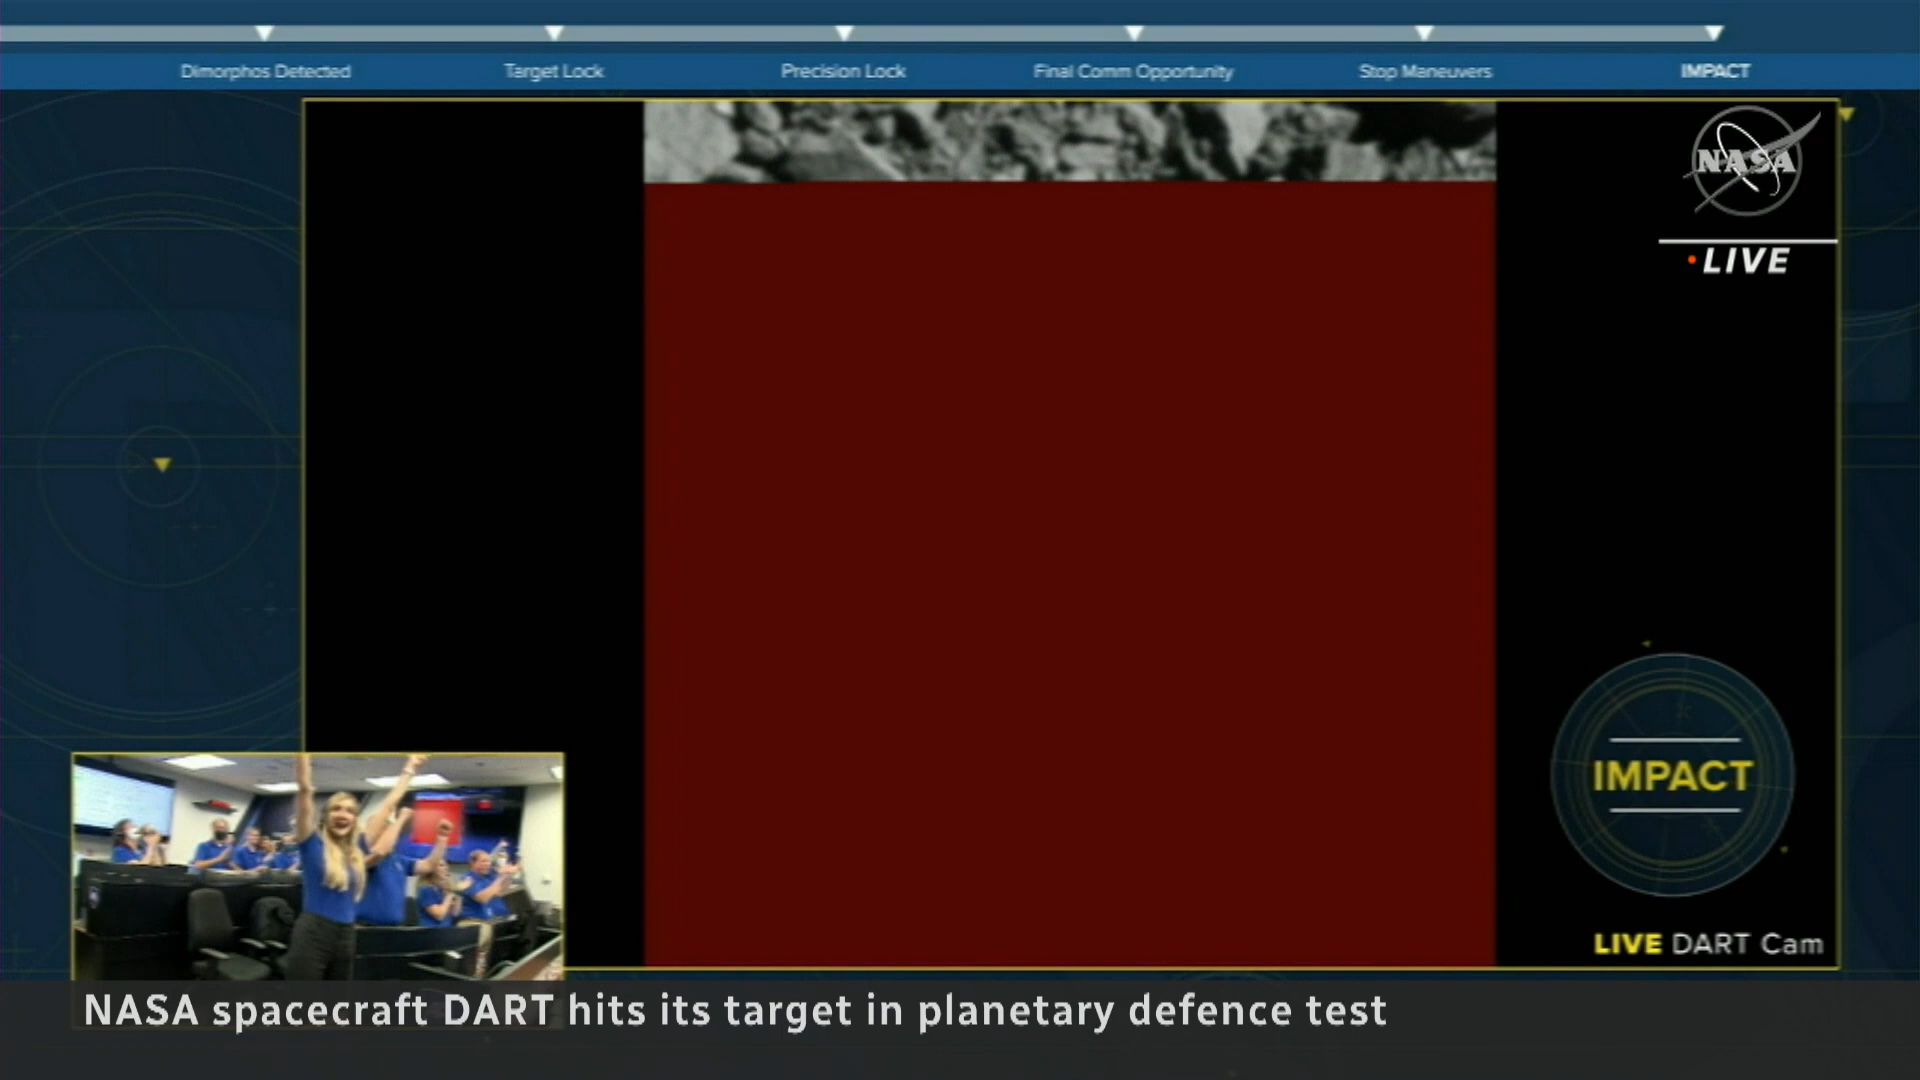 Dimorphos Detected Target Lock Precision Lock Final Comm Opportunity Stop Maneuvers IMPACT
NASA
LIVE
IMPACT
LIVE DART Cam
NASA spacecraft DART hits its target in planetary defence test